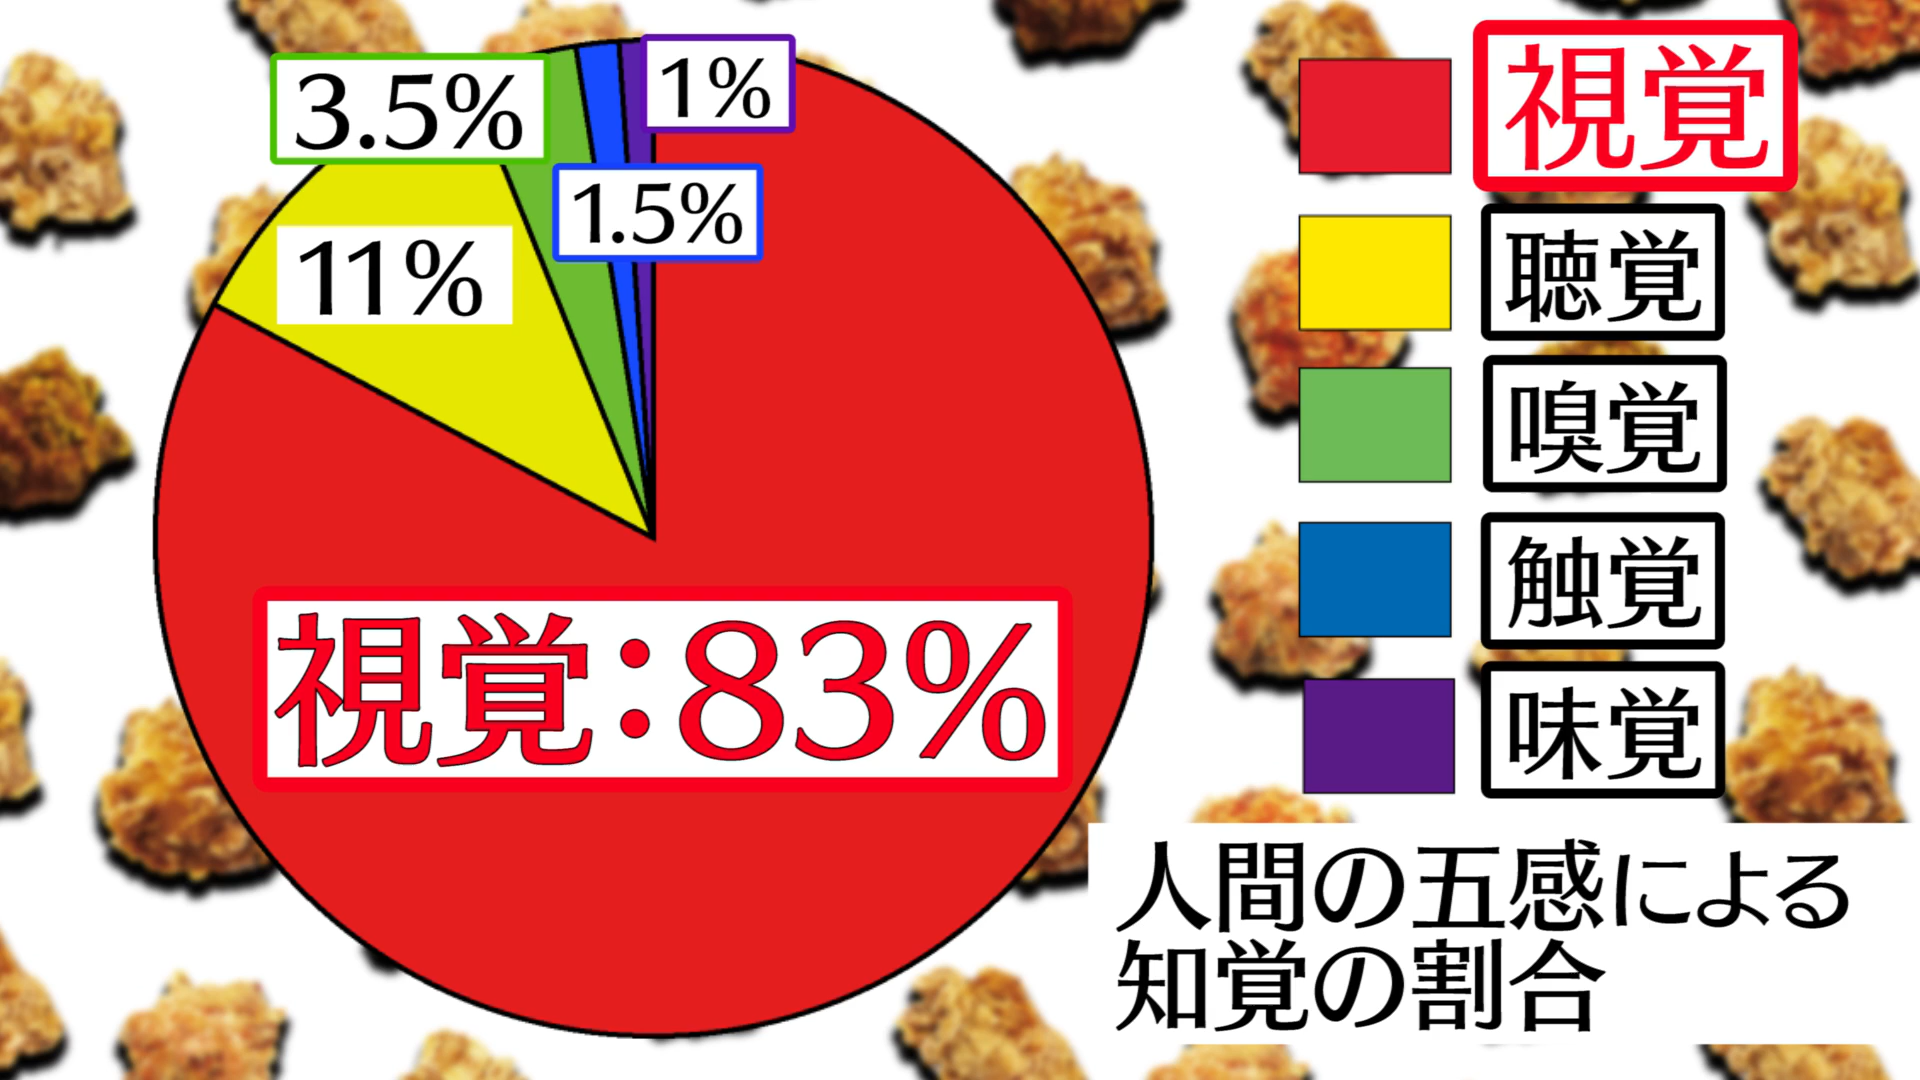 3.5%
1%
1.5%
11%
視覚:83%
視覚
聴覚
嗅覚
触覚
味覚
人間の五感による
知覚の割合